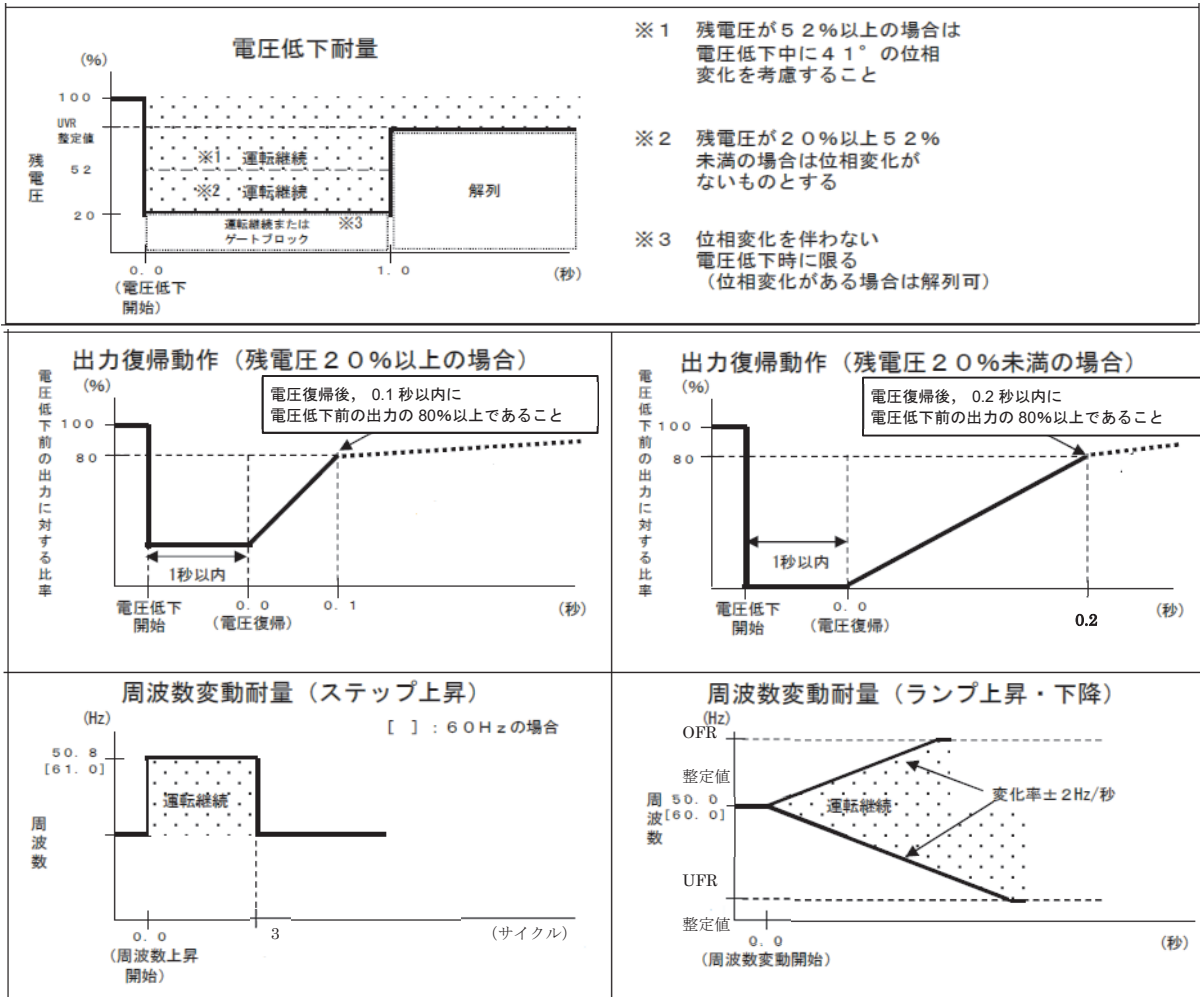 電圧低下耐量
(%)
100
UVR
整定値
52
20
残電圧
※1 運転継続
※2 運転継続
運転継続または
ゲートブロック
※3
解列
0.0
(電圧低下
開始)
1.0
(秒)
※1 残電圧が52%以上の場合は
電圧低下中に41°の位相
変化を考慮すること
※2 残電圧が20%以上52%
未満の場合は位相変化が
ないものとする
※3 位相変化を伴わない
電圧低下時に限る
(位相変化がある場合は解列可)
出力復帰動作(残電圧20%以上の場合)
(%)
電圧復帰後, 0.1秒以内に
電圧低下前の出力の80%以上であること
電圧低下前の出力に対する比率
100
80
1秒以内
電圧低下
開始
0.0
(電圧復帰)
0.1
(秒)
出力復帰動作(残電圧20%未満の場合)
(%)
電圧復帰後, 0.2秒以内に
電圧低下前の出力の80%以上であること
電圧低下前の出力に対する比率
100
80
1秒以内
電圧低下
開始
0.0
(電圧復帰)
0.2
(秒)
周波数変動耐量(ステップ上昇)
(Hz)
[ ]:60Hzの場合
50.8
[61.0]
運転継続
周波数
0.0
(周波数上昇
開始)
3
(サイクル)
周波数変動耐量(ランプ上昇・下降)
(Hz)
OFR
整定値
周波数
50.0
[60.0]
運転継続
変化率±2Hz/秒
UFR
整定値
0.0
(周波数変動開始)
(秒)